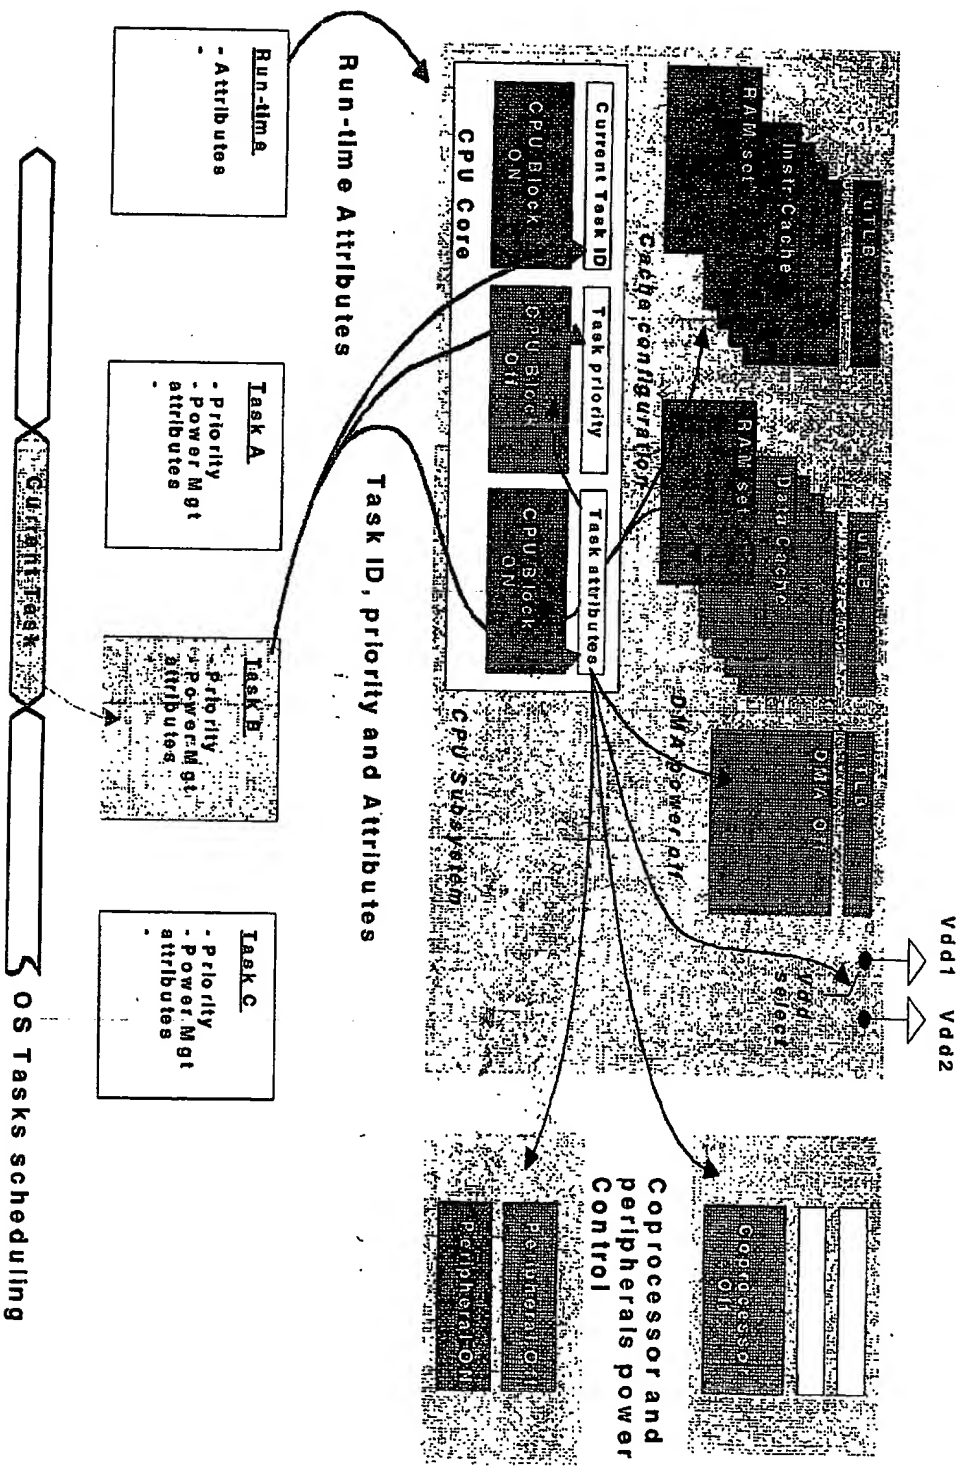 Vdd1 Vdd2
uTLB
Instr Cache
RAM set
uTLB
Data Cache
RAM set
uTLB
DMA Off
Vdd
select
Cache configuration
DMA power off
Current Task ID
Task priority
Task attributes
CPU Block
ON
CPU Block
Off
CPU Block
ON
CPU Core
CPU Subsystem
Coprocessor
Off
Coprocessor and
peripherals power
Control
Peripheral Off
Peripheral ON
Run-time Attributes
Task ID, priority and Attributes
Run-time
- Attributes
-
Task A
- Priority
- Power Mgt
attributes
-
Task B
- Priority
- Power Mgt
attributes
Task C
- Priority
- Power Mgt
attributes
-
Current Task
OS Tasks scheduling